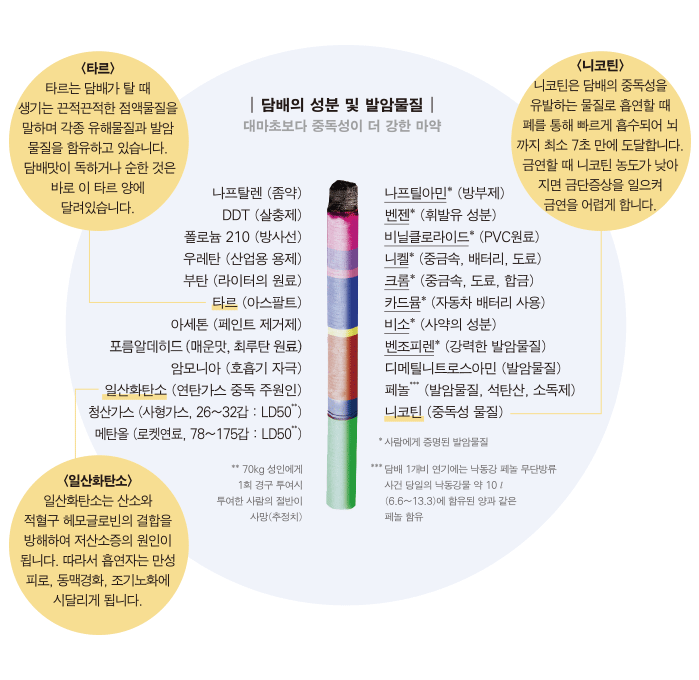 <타르>
타르는 담배가 탈 때
생기는 끈적끈적한 점액물질을
말하며 각종 유해물질과 발암
물질을 함유하고 있습니다.
담배맛이 독하거나 순한 것은
바로 이 타르 양에
달려있습니다.
<니코틴>
니코틴은 담배의 중독성을
유발하는 물질로 흡연할 때
폐를 통해 빠르게 흡수되어 뇌
까지 최소 7초 만에 도달합니다.
금연할 때 니코틴 농도가 낮아
지면 금단증상을 일으켜
금연을 어렵게 합니다.
| 담배의 성분 및 발암물질 |
대마초보다 중독성이 더 강한 마약
나프탈렌 (좀약)
DDT (살충제)
폴로늄 210 (방사선)
우레탄 (산업용 용제)
부탄 (라이터의 원료)
타르 (아스팔트)
아세톤 (페인트 제거제)
포름알데히드 (매운맛, 최루탄 원료)
암모니아 (호흡기 자극)
일산화탄소 (연탄가스 중독 주원인)
청산가스 (사형가스, 26~32갑 : LD50**)
메탄올 (로켓연료, 78~175갑 : LD50**)
** 70kg 성인에게
1회 경구 투여시
투여한 사람의 절반이
사망(추정치)
나프틸아민* (방부제)
벤젠* (휘발유 성분)
비닐클로라이드* (PVC원료)
니켈* (중금속, 배터리, 도료)
크롬* (중금속, 도료, 합금)
카드뮴* (자동차 배터리 사용)
비소* (사약의 성분)
벤조피렌* (강력한 발암물질)
디메틸니트로스아민 (발암물질)
페놀*** (발암물질, 석탄산, 소독제)
니코틴 (중독성 물질)
* 사람에게 증명된 발암물질
*** 담배 1개비 연기에는 낙동강 페놀 무단방류
사건 당일의 낙동강물 약 10 l
(6.6~13.3)에 함유된 양과 같은
페놀 함유
<일산화탄소>
일산화탄소는 산소와
적혈구 헤모글로빈의 결합을
방해하여 저산소증의 원인이
됩니다. 따라서 흡연자는 만성
피로, 동맥경화, 조기노화에
시달리게 됩니다.